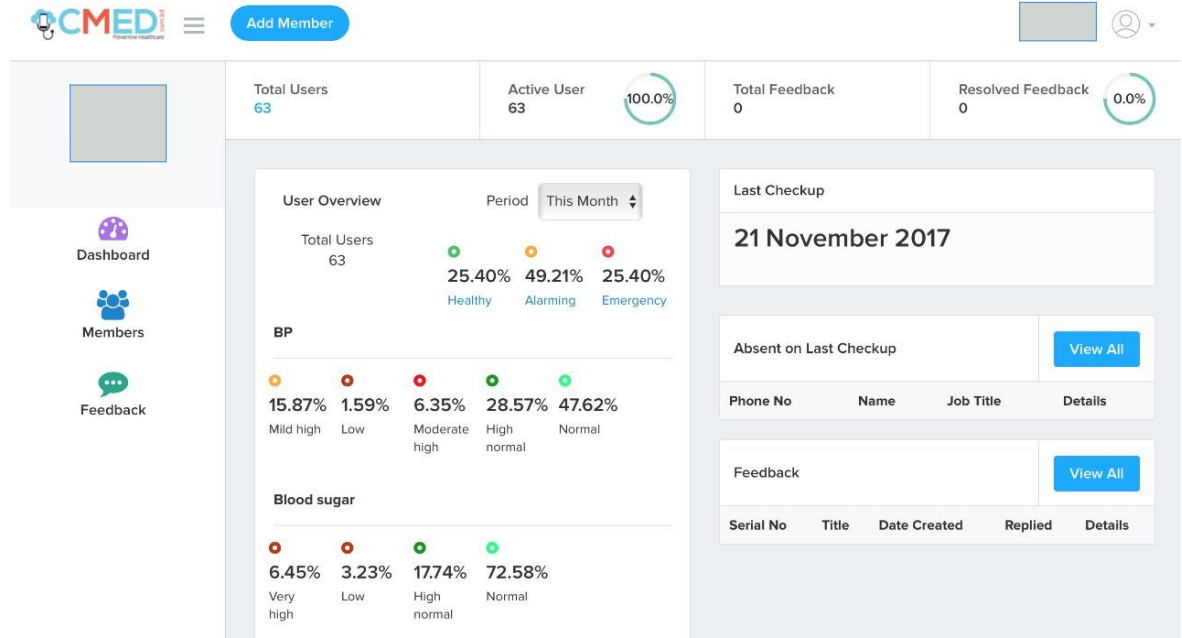 CMED.com.bd
Preventive Healthcare
Add Member
Total Users
63
Active User
63
100.0%
Total Feedback
0
Resolved Feedback
0
0.0%
Dashboard
Members
Feedback
User Overview
Period This Month
Total Users
63
25.40% 49.21% 25.40%
Healthy Alarming Emergency
BP
15.87% 1.59% 6.35% 28.57% 47.62%
Mild high Low Moderate high High normal Normal
Blood sugar
6.45% 3.23% 17.74% 72.58%
Very high Low High normal Normal
Last Checkup
21 November 2017
Absent on Last Checkup View All
Phone No Name Job Title Details
Feedback View All
Serial No Title Date Created Replied Details